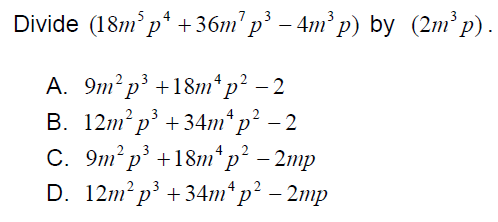 Divide (18m⁵p⁴ + 36m⁷p³ − 4m³p) by (2m³p).
A. 9m²p³ + 18m⁴p² − 2
B. 12m²p³ + 34m⁴p² − 2
C. 9m²p³ + 18m⁴p² − 2mp
D. 12m²p³ + 34m⁴p² − 2mp